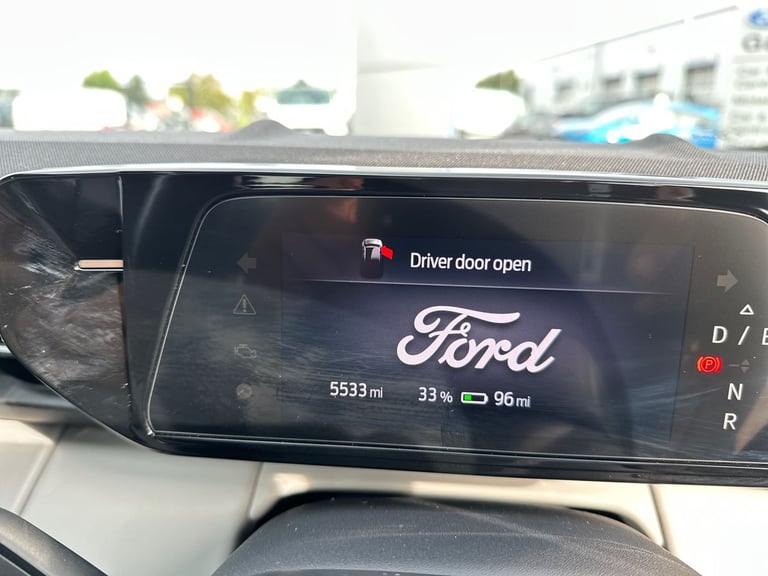 Driver door open
Ford
5533 mi
33 % 96 mi
D / B
P
N
R